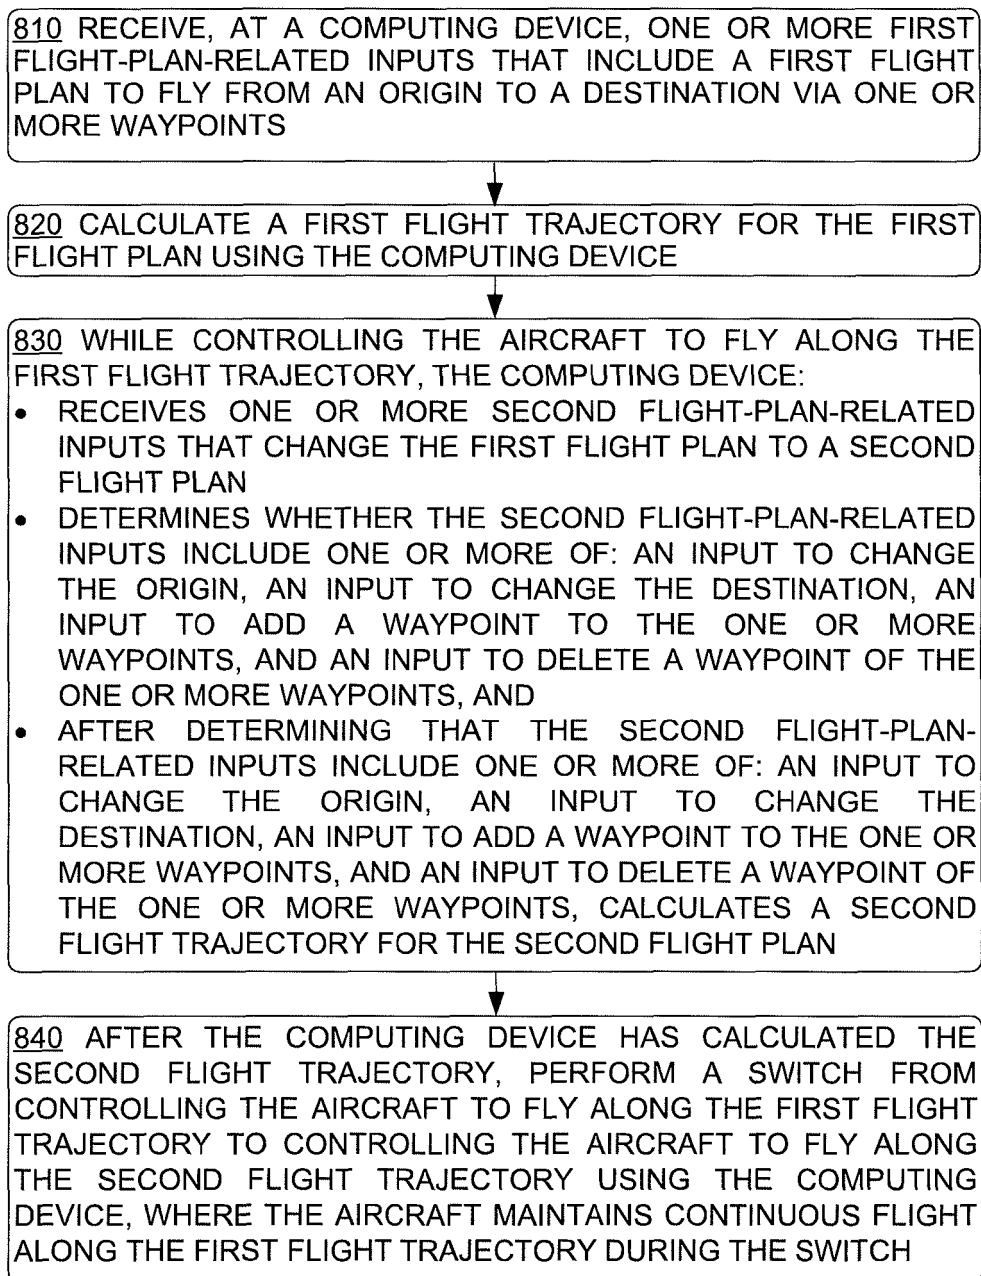 810 RECEIVE, AT A COMPUTING DEVICE, ONE OR MORE FIRST
FLIGHT-PLAN-RELATED INPUTS THAT INCLUDE A FIRST FLIGHT
PLAN TO FLY FROM AN ORIGIN TO A DESTINATION VIA ONE OR
MORE WAYPOINTS
820 CALCULATE A FIRST FLIGHT TRAJECTORY FOR THE FIRST
FLIGHT PLAN USING THE COMPUTING DEVICE
830 WHILE CONTROLLING THE AIRCRAFT TO FLY ALONG THE
FIRST FLIGHT TRAJECTORY, THE COMPUTING DEVICE:
• RECEIVES ONE OR MORE SECOND FLIGHT-PLAN-RELATED
INPUTS THAT CHANGE THE FIRST FLIGHT PLAN TO A SECOND
FLIGHT PLAN
• DETERMINES WHETHER THE SECOND FLIGHT-PLAN-RELATED
INPUTS INCLUDE ONE OR MORE OF: AN INPUT TO CHANGE
THE ORIGIN, AN INPUT TO CHANGE THE DESTINATION, AN
INPUT TO ADD A WAYPOINT TO THE ONE OR MORE
WAYPOINTS, AND AN INPUT TO DELETE A WAYPOINT OF THE
ONE OR MORE WAYPOINTS, AND
• AFTER DETERMINING THAT THE SECOND FLIGHT-PLAN-
RELATED INPUTS INCLUDE ONE OR MORE OF: AN INPUT TO
CHANGE THE ORIGIN, AN INPUT TO CHANGE THE
DESTINATION, AN INPUT TO ADD A WAYPOINT TO THE ONE OR
MORE WAYPOINTS, AND AN INPUT TO DELETE A WAYPOINT OF
THE ONE OR MORE WAYPOINTS, CALCULATES A SECOND
FLIGHT TRAJECTORY FOR THE SECOND FLIGHT PLAN
840 AFTER THE COMPUTING DEVICE HAS CALCULATED THE
SECOND FLIGHT TRAJECTORY, PERFORM A SWITCH FROM
CONTROLLING THE AIRCRAFT TO FLY ALONG THE FIRST FLIGHT
TRAJECTORY TO CONTROLLING THE AIRCRAFT TO FLY ALONG
THE SECOND FLIGHT TRAJECTORY USING THE COMPUTING
DEVICE, WHERE THE AIRCRAFT MAINTAINS CONTINUOUS FLIGHT
ALONG THE FIRST FLIGHT TRAJECTORY DURING THE SWITCH